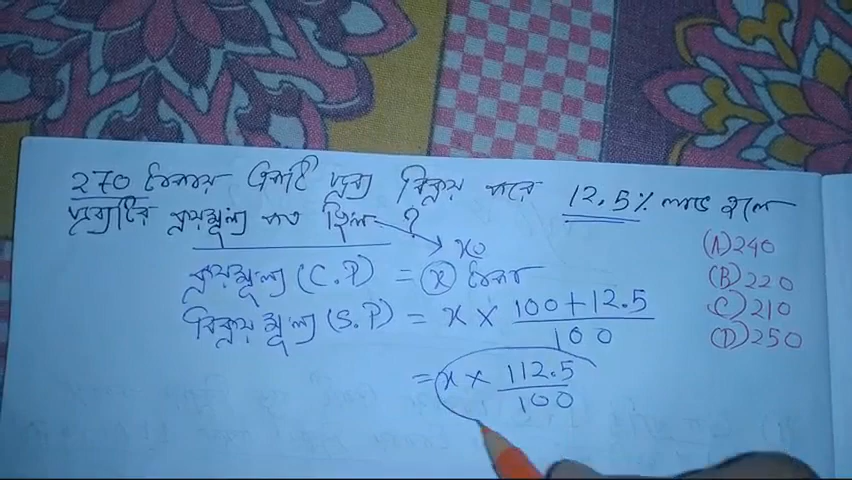 270 টাকায় একটি দ্রব্য বিক্রয় করে 12.5% লাভ হলে
দ্রব্যটির ক্রয়মূল্য কত ছিল ?
x০
ক্রয়মূল্য (C.P) = x টাকা
বিক্রয় মূল্য (S.P) = x × 100+12.5/100
= x × 112.5/100
(A) 240
(B) 220
(C) 210
(D) 250